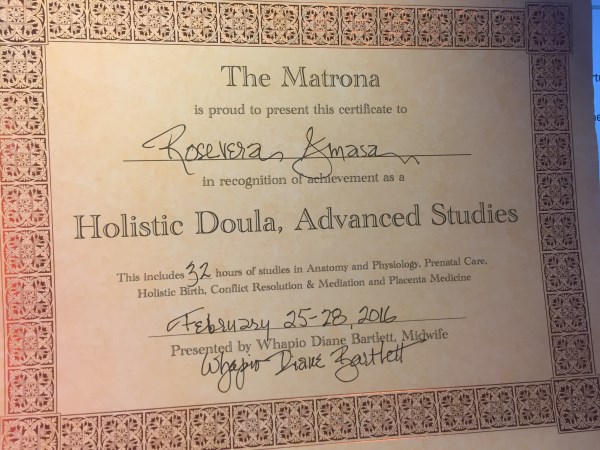 The Matrona
is proud to present this certificate to
Rosevera Amasa
in recognition of achievement as a
Holistic Doula, Advanced Studies
This includes 32 hours of studies in Anatomy and Physiology, Prenatal Care,
Holistic Birth, Conflict Resolution & Mediation and Placenta Medicine
February 25-28, 2016
Presented by Whapio Diane Bartlett, Midwife
Whapio Diane Bartlett